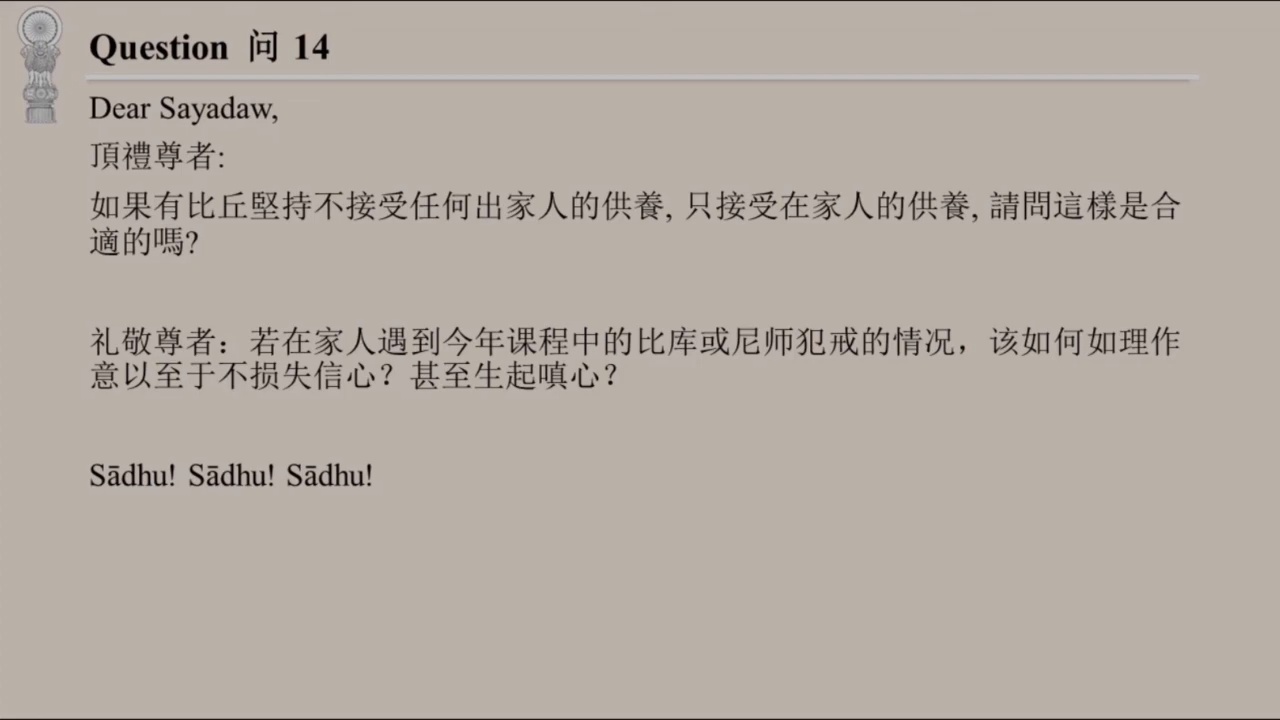 Question 问 14
Dear Sayadaw,
頂禮尊者:
如果有比丘堅持不接受任何出家人的供養, 只接受在家人的供養, 請問這樣是合
適的嗎?
礼敬尊者：若在家人遇到今年课程中的比库或尼师犯戒的情况，该如何如理作
意以至于不损失信心？甚至生起嗔心？
Sādhu! Sādhu! Sādhu!